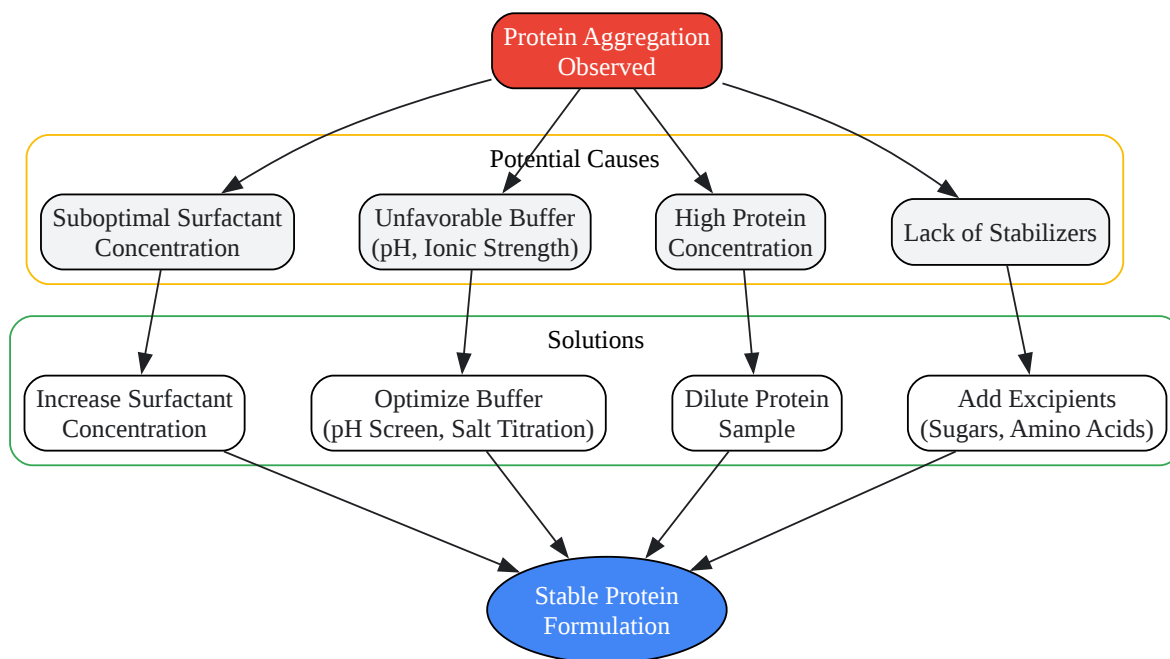 Protein Aggregation
Observed
Potential Causes
Suboptimal Surfactant
Concentration
Unfavorable Buffer
(pH, Ionic Strength)
High Protein
Concentration
Lack of Stabilizers
Solutions
Increase Surfactant
Concentration
Optimize Buffer
(pH Screen, Salt Titration)
Dilute Protein
Sample
Add Excipients
(Sugars, Amino Acids)
Stable Protein
Formulation